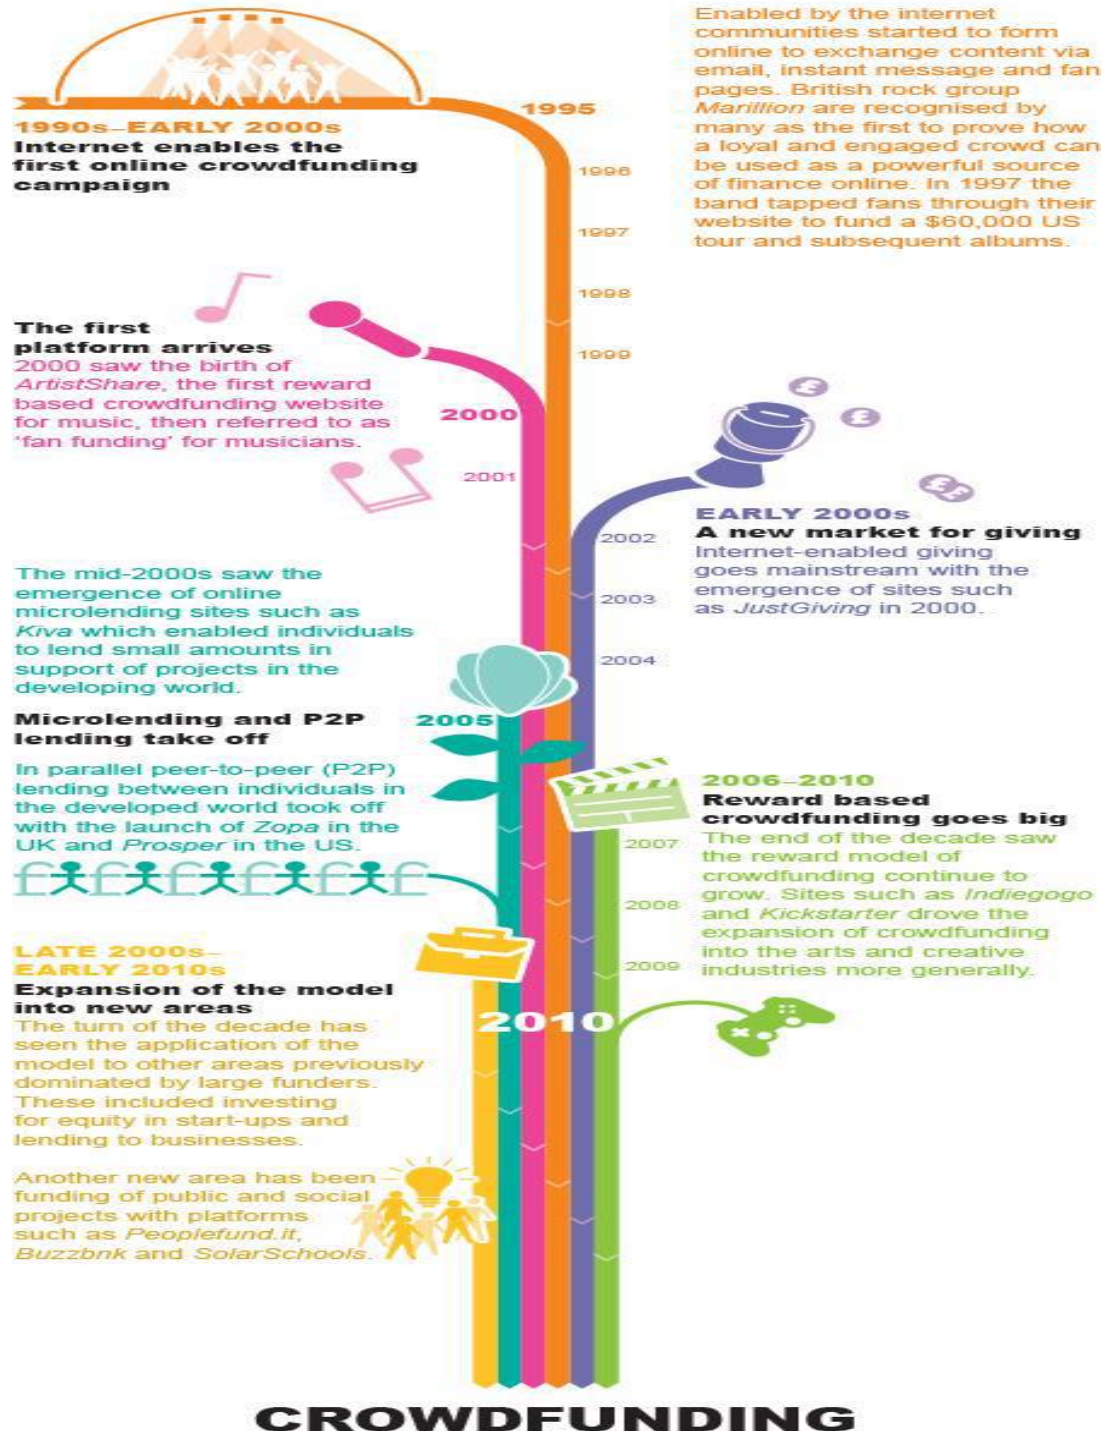 Enabled by the internet
communities started to form
online to exchange content via
email, instant message and fan
pages. British rock group
Marillion are recognised by
many as the first to prove how
a loyal and engaged crowd can
be used as a powerful source
of finance online. In 1997 the
band tapped fans through their
website to fund a $60,000 US
tour and subsequent albums.
1990s–EARLY 2000s
Internet enables the
first online crowdfunding
campaign
1995
1996
1997
1998
1999
The first
platform arrives
2000 saw the birth of
ArtistShare, the first reward
based crowdfunding website
for music, then referred to as
‘fan funding’ for musicians.
2000
2001
£
£
£
£
EARLY 2000s
A new market for giving
Internet-enabled giving
goes mainstream with the
emergence of sites such
as JustGiving in 2000.
2002
2003
2004
The mid-2000s saw the
emergence of online
microlending sites such as
Kiva which enabled individuals
to lend small amounts in
support of projects in the
developing world.
Microlending and P2P
lending take off
2005
In parallel peer-to-peer (P2P)
lending between individuals in
the developed world took off
with the launch of Zopa in the
UK and Prosper in the US.
£ £ £ £ £ £
2006–2010
Reward based
crowdfunding goes big
The end of the decade saw
the reward model of
crowdfunding continue to
grow. Sites such as Indiegogo
and Kickstarter drove the
expansion of crowdfunding
into the arts and creative
industries more generally.
2007
2008
2009
LATE 2000s–
EARLY 2010s
Expansion of the model
into new areas
The turn of the decade has
seen the application of the
model to other areas previously
dominated by large funders.
These included investing
for equity in start-ups and
lending to businesses.
2010
Another new area has been
funding of public and social
projects with platforms
such as Peoplefund.it,
Buzzbnk and SolarSchools.
CROWDFUNDING